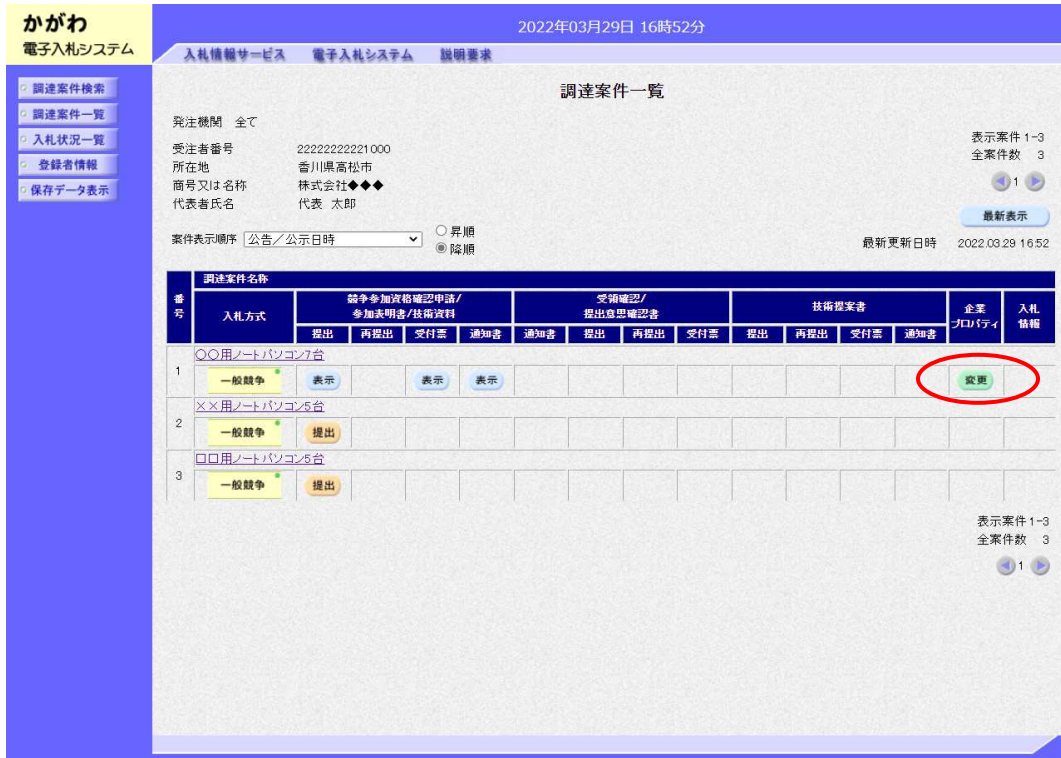 かがわ
電子入札システム
2022年03月29日 16時52分
入札情報サービス 電子入札システム 説明要求
調達案件検索
調達案件一覧
入札状況一覧
登録者情報
保存データ表示
調達案件一覧
発注機関 全て
受注者番号 22222222221000
所在地 香川県高松市
商号又は名称 株式会社◆◆◆
代表者氏名 代表 太郎
表示案件 1-3
全案件数 3
1
最新表示
案件表示順序 公告/公示日時
昇順
降順
最新更新日時 2022.03.29 16:52
番号
調達案件名称
入札方式
競争参加資格確認申請/
参加表明書/技術資料
受領確認/
提出意思確認書
技術提案書
企業
プロパティ
入札
情報
提出 再提出 受付票 通知書 通知書 提出 再提出 受付票 提出 再提出 受付票 通知書
1
〇〇用ノートパソコン7台
一般競争 表示 表示 表示 変更
2
××用ノートパソコン5台
一般競争 提出
3
口口用ノートパソコン5台
一般競争 提出
表示案件 1-3
全案件数 3
1